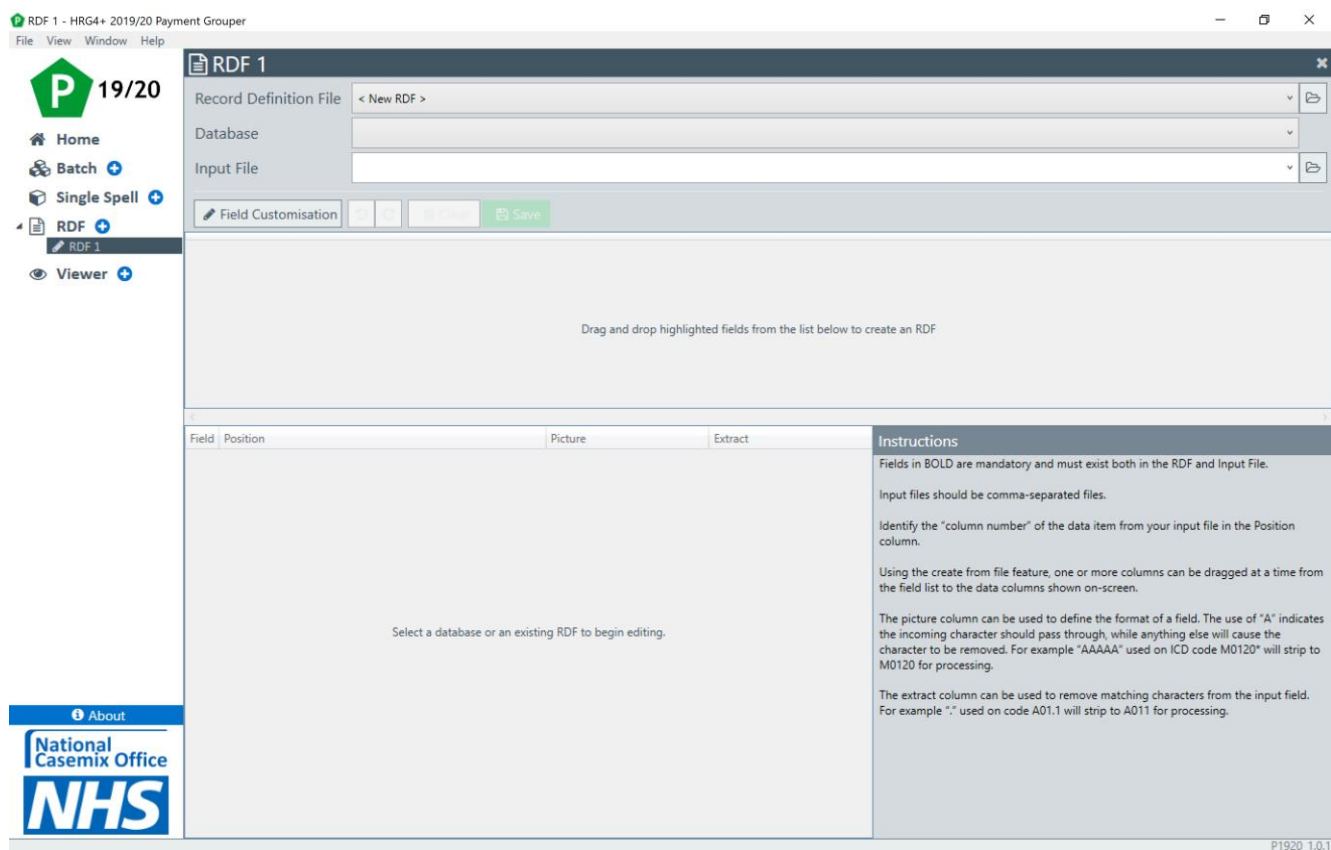 RDF 1 - HRG4+ 2019/20 Payment Grouper
File View Window Help
P 19/20
Home
Batch
Single Spell
RDF
RDF 1
Viewer
About
National
Casemix Office
NHS
RDF 1
Record Definition File < New RDF >
Database
Input File
Field Customisation Save
Drag and drop highlighted fields from the list below to create an RDF
Field Position Picture Extract
Select a database or an existing RDF to begin editing.
Instructions
Fields in BOLD are mandatory and must exist both in the RDF and Input File.
Input files should be comma-separated files.
Identify the "column number" of the data item from your input file in the Position
column.
Using the create from file feature, one or more columns can be dragged at a time from
the field list to the data columns shown on-screen.
The picture column can be used to define the format of a field. The use of "A" indicates
the incoming character should pass through, while anything else will cause the
character to be removed. For example "AAAAA" used on ICD code M0120* will strip to
M0120 for processing.
The extract column can be used to remove matching characters from the input field.
For example "." used on code A01.1 will strip to A011 for processing.
P1920 1.0.1